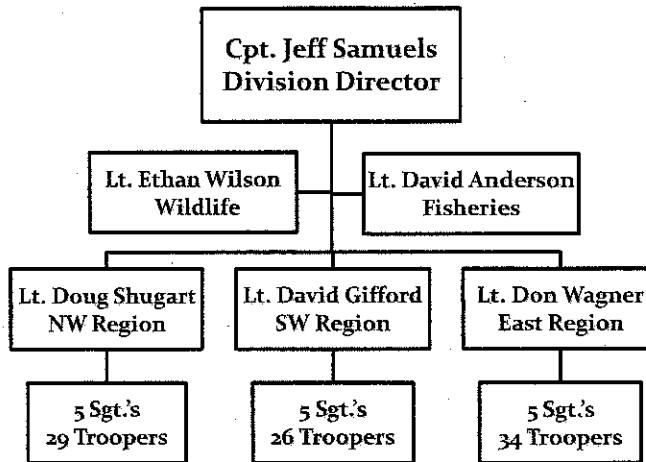 Cpt. Jeff Samuels
Division Director
Lt. Ethan Wilson
Wildlife
Lt. David Anderson
Fisheries
Lt. Doug Shugart
NW Region
Lt. David Gifford
SW Region
Lt. Don Wagner
East Region
5 Sgt.'s
29 Troopers
5 Sgt.'s
26 Troopers
5 Sgt.'s
34 Troopers